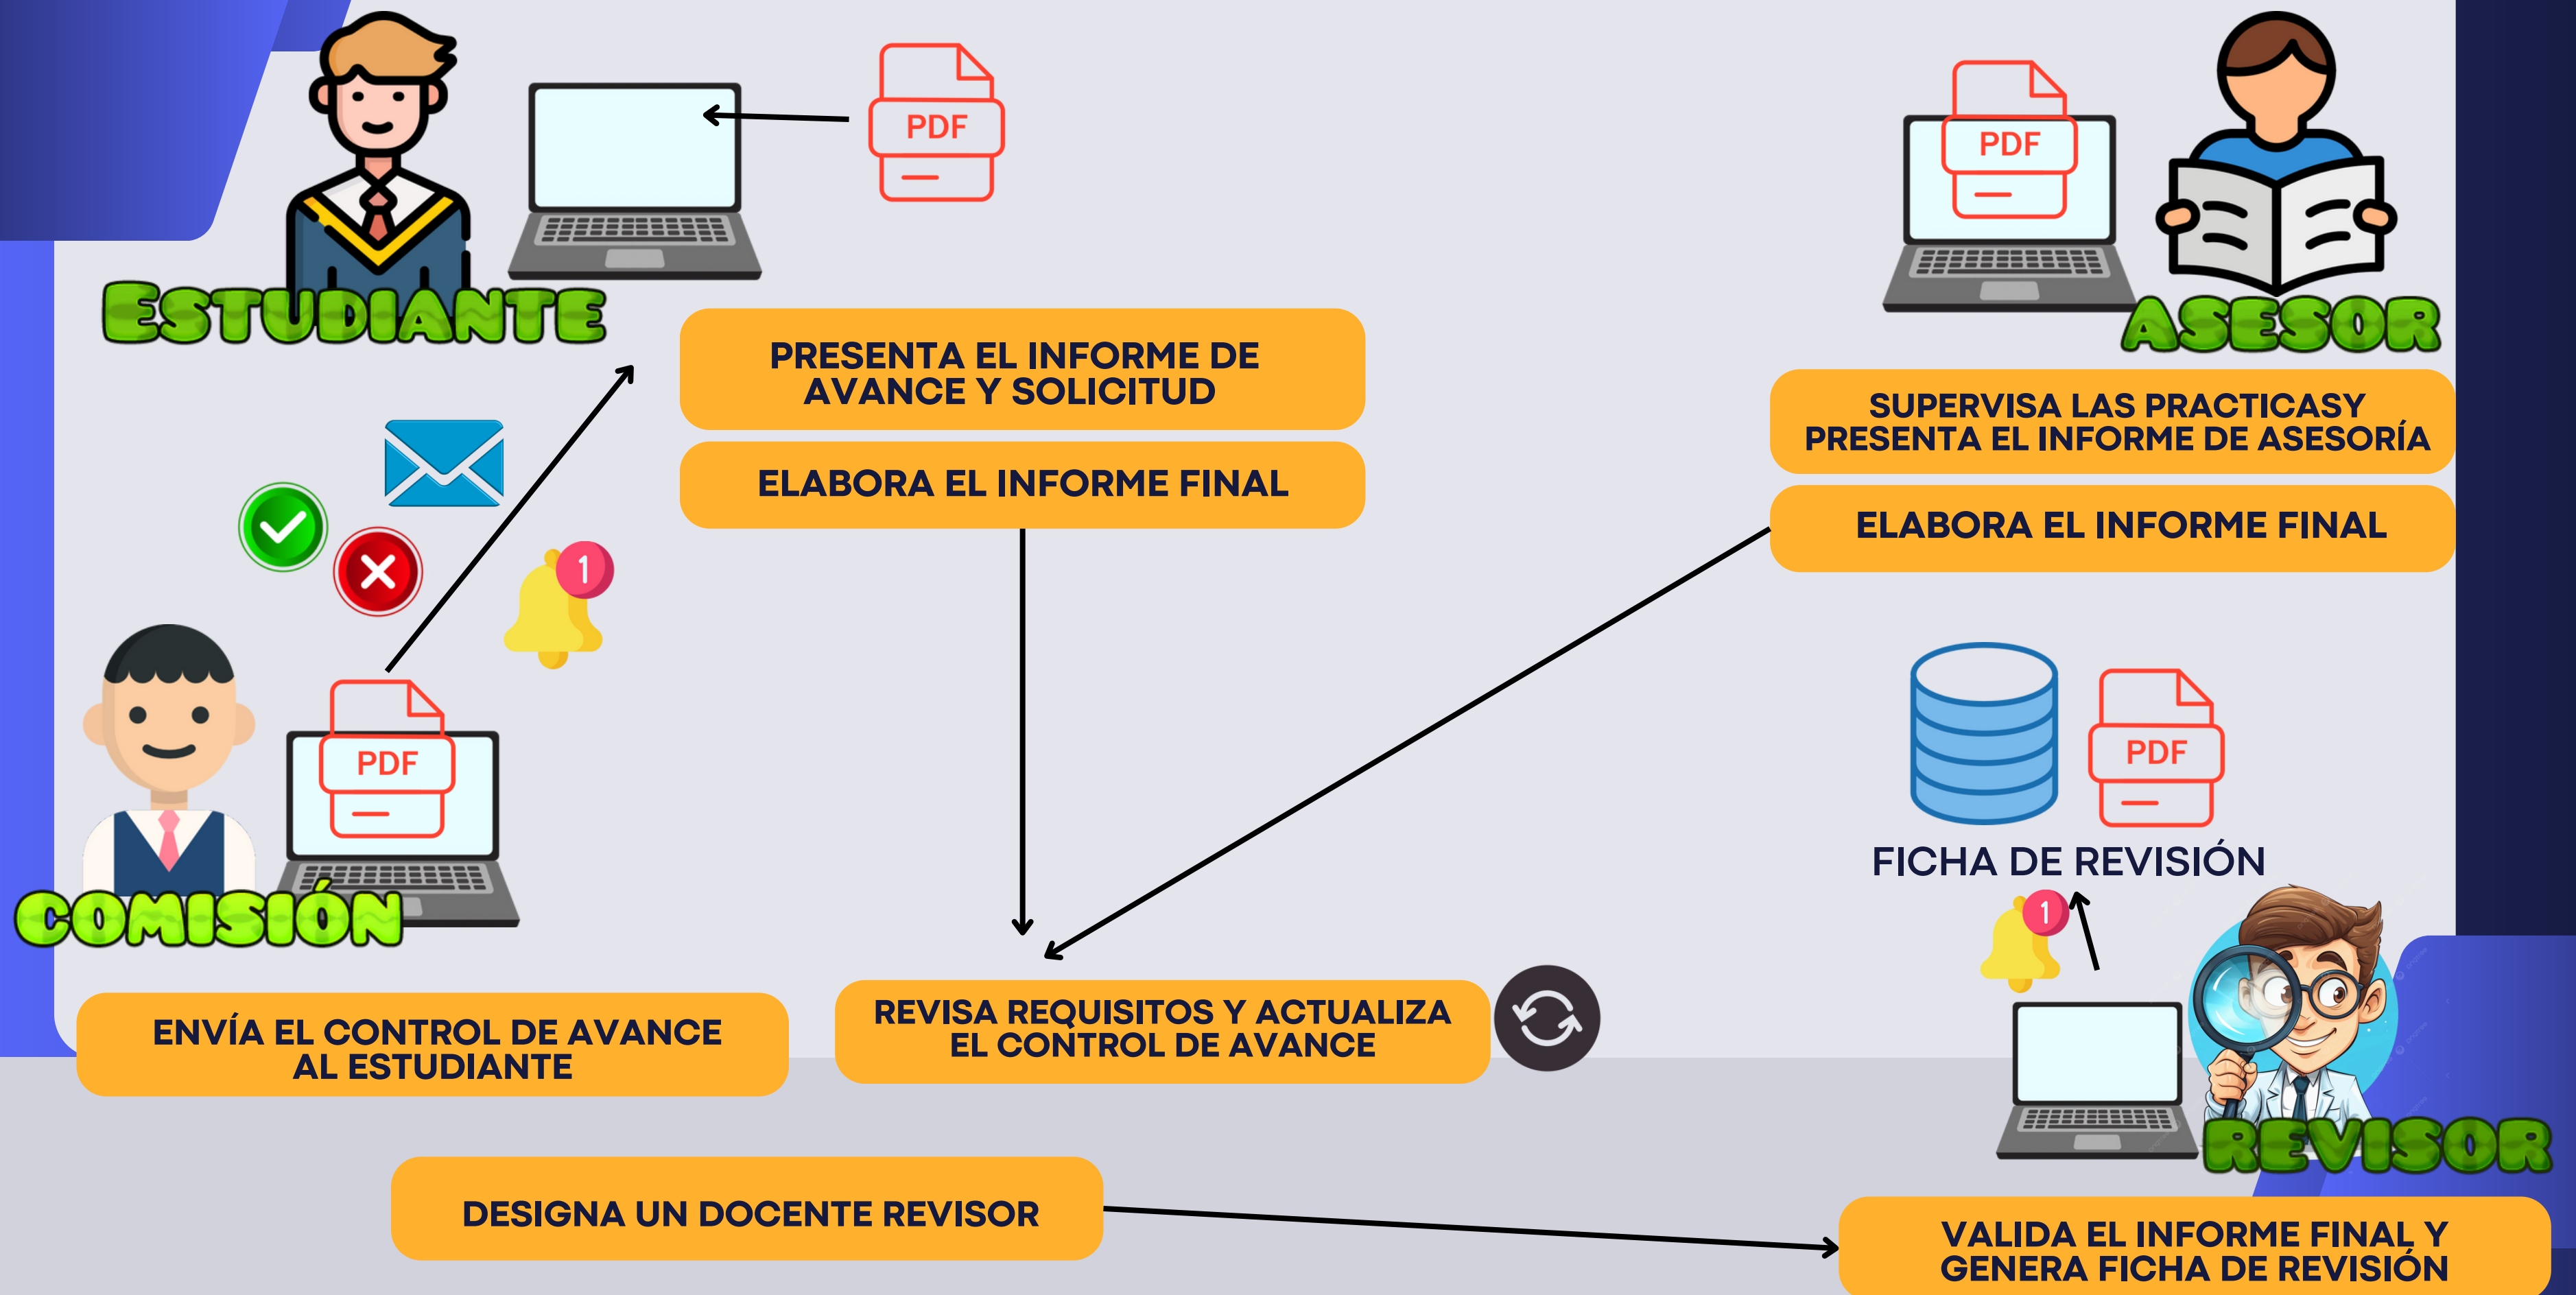 PDF
PDF
ESTUDIANTE
ASESOR
PRESENTA EL INFORME DE
AVANCE Y SOLICITUD
ELABORA EL INFORME FINAL
SUPERVISA LAS PRACTICASY
PRESENTA EL INFORME DE ASESORÍA
ELABORA EL INFORME FINAL
1
PDF
COMISIÓN
PDF
FICHA DE REVISIÓN
1
ENVÍA EL CONTROL DE AVANCE
AL ESTUDIANTE
REVISA REQUISITOS Y ACTUALIZA
EL CONTROL DE AVANCE
REVISOR
DESIGNA UN DOCENTE REVISOR
VALIDA EL INFORME FINAL Y
GENERA FICHA DE REVISIÓN